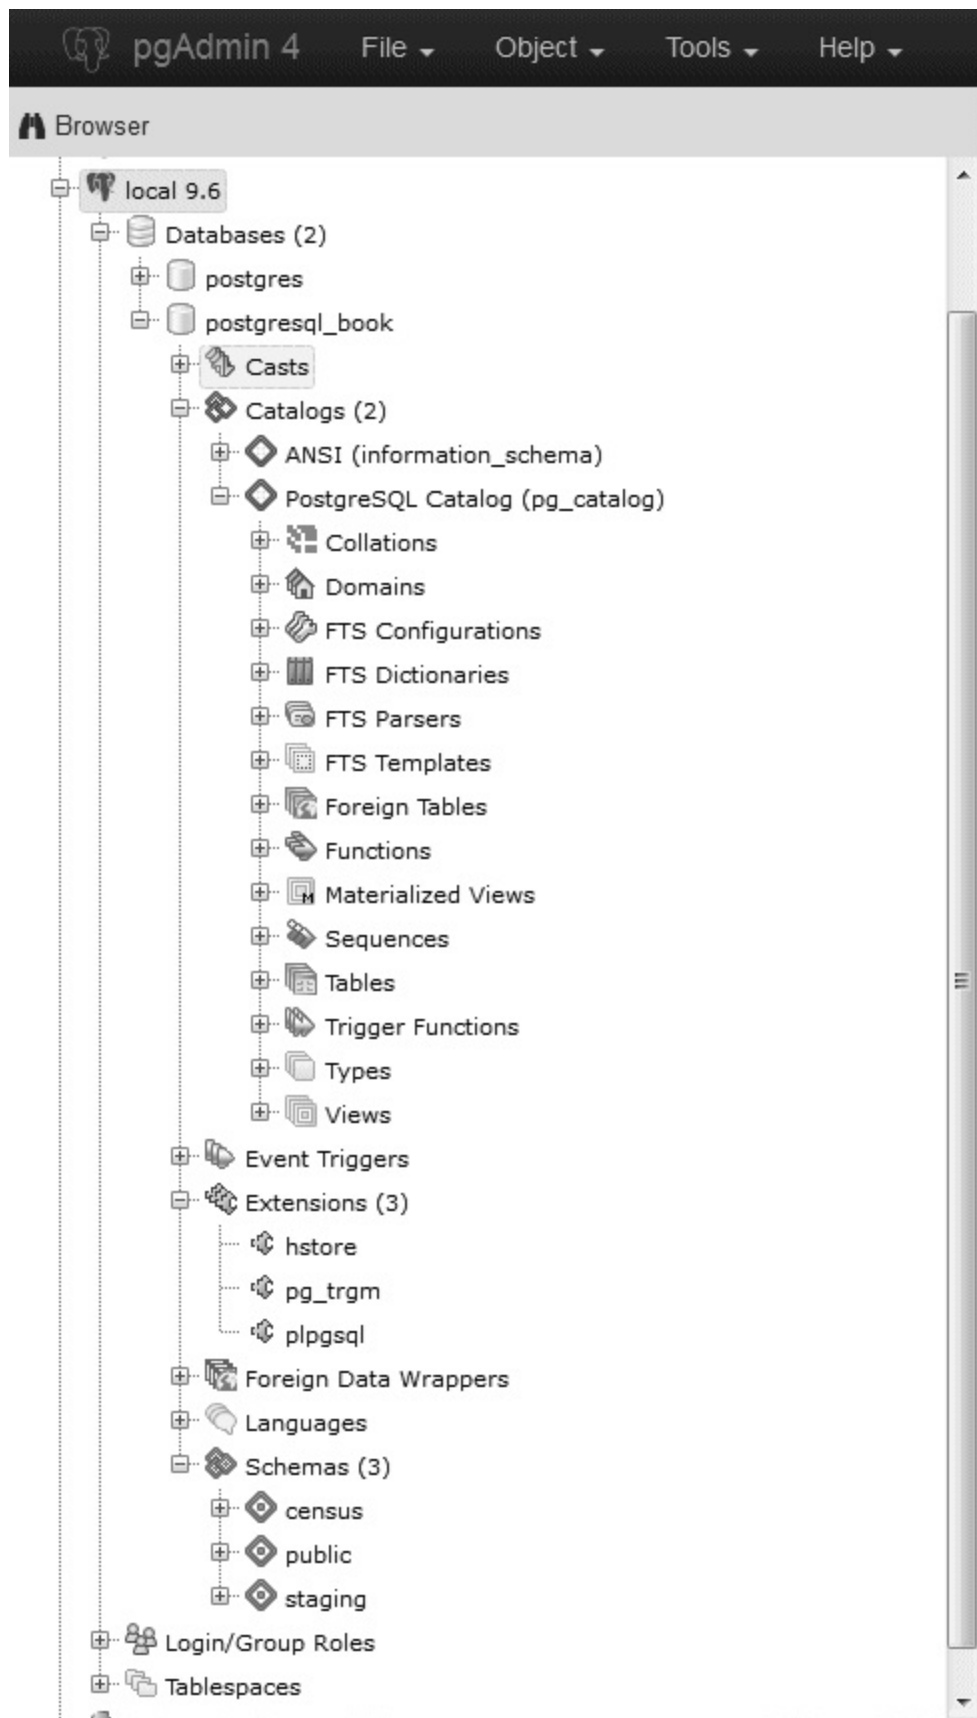 pgAdmin 4 File Object Tools Help
Browser
local 9.6
Databases (2)
postgres
postgresql_book
Casts
Catalogs (2)
ANSI (information_schema)
PostgreSQL Catalog (pg_catalog)
Collations
Domains
FTS Configurations
FTS Dictionaries
FTS Parsers
FTS Templates
Foreign Tables
Functions
Materialized Views
Sequences
Tables
Trigger Functions
Types
Views
Event Triggers
Extensions (3)
hstore
pg_trgm
plpgsql
Foreign Data Wrappers
Languages
Schemas (3)
census
public
staging
Login/Group Roles
Tablespaces